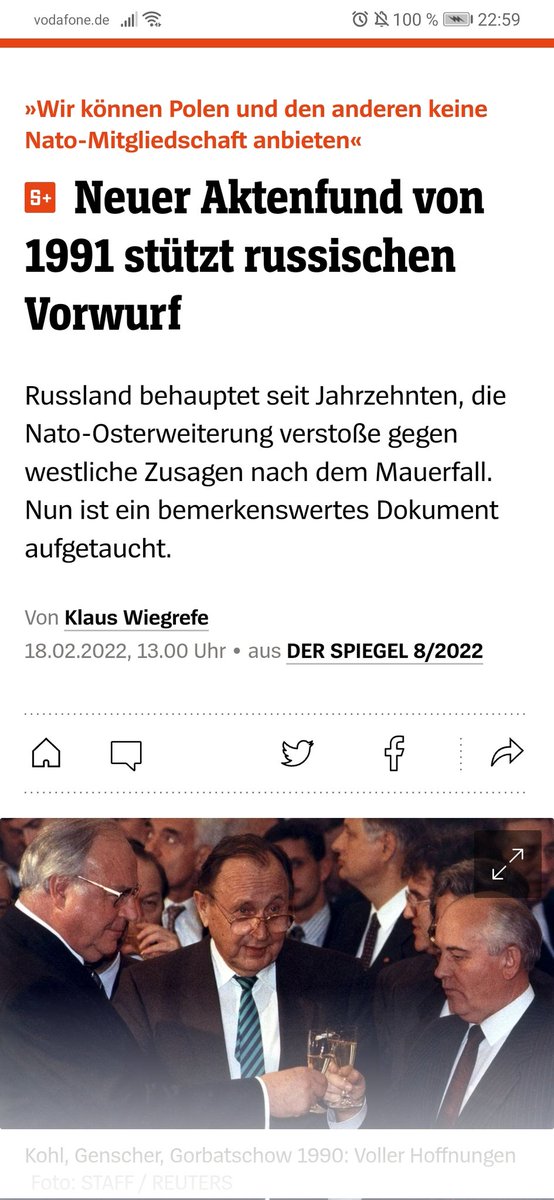 vodafone.de 100 % 22:59
»Wir können Polen und den anderen keine
Nato-Mitgliedschaft anbieten«
S+ Neuer Aktenfund von
1991 stützt russischen
Vorwurf
Russland behauptet seit Jahrzehnten, die
Nato-Osterweiterung verstoße gegen
westliche Zusagen nach dem Mauerfall.
Nun ist ein bemerkenswertes Dokument
aufgetaucht.
Von Klaus Wiegrefe
18.02.2022, 13.00 Uhr • aus DER SPIEGEL 8/2022
Kohl, Genscher, Gorbatschow 1990: Voller Hoffnungen
Foto: STAFF / REUTERS